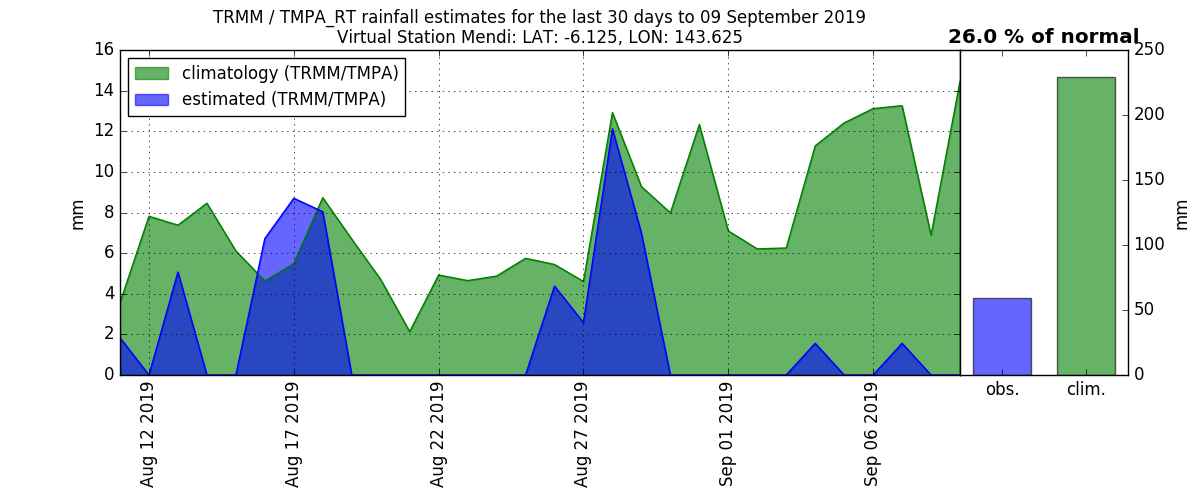 TRMM / TMPA_RT rainfall estimates for the last 30 days to 09 September 2019
Virtual Station Mendi: LAT: -6.125, LON: 143.625
26.0 % of normal
climatology (TRMM/TMPA)
estimated (TRMM/TMPA)
mm
16
14
12
10
8
6
4
2
0
Aug 12 2019
Aug 17 2019
Aug 22 2019
Aug 27 2019
Sep 01 2019
Sep 06 2019
obs.
clim.
250
200
150
100
50
0
mm